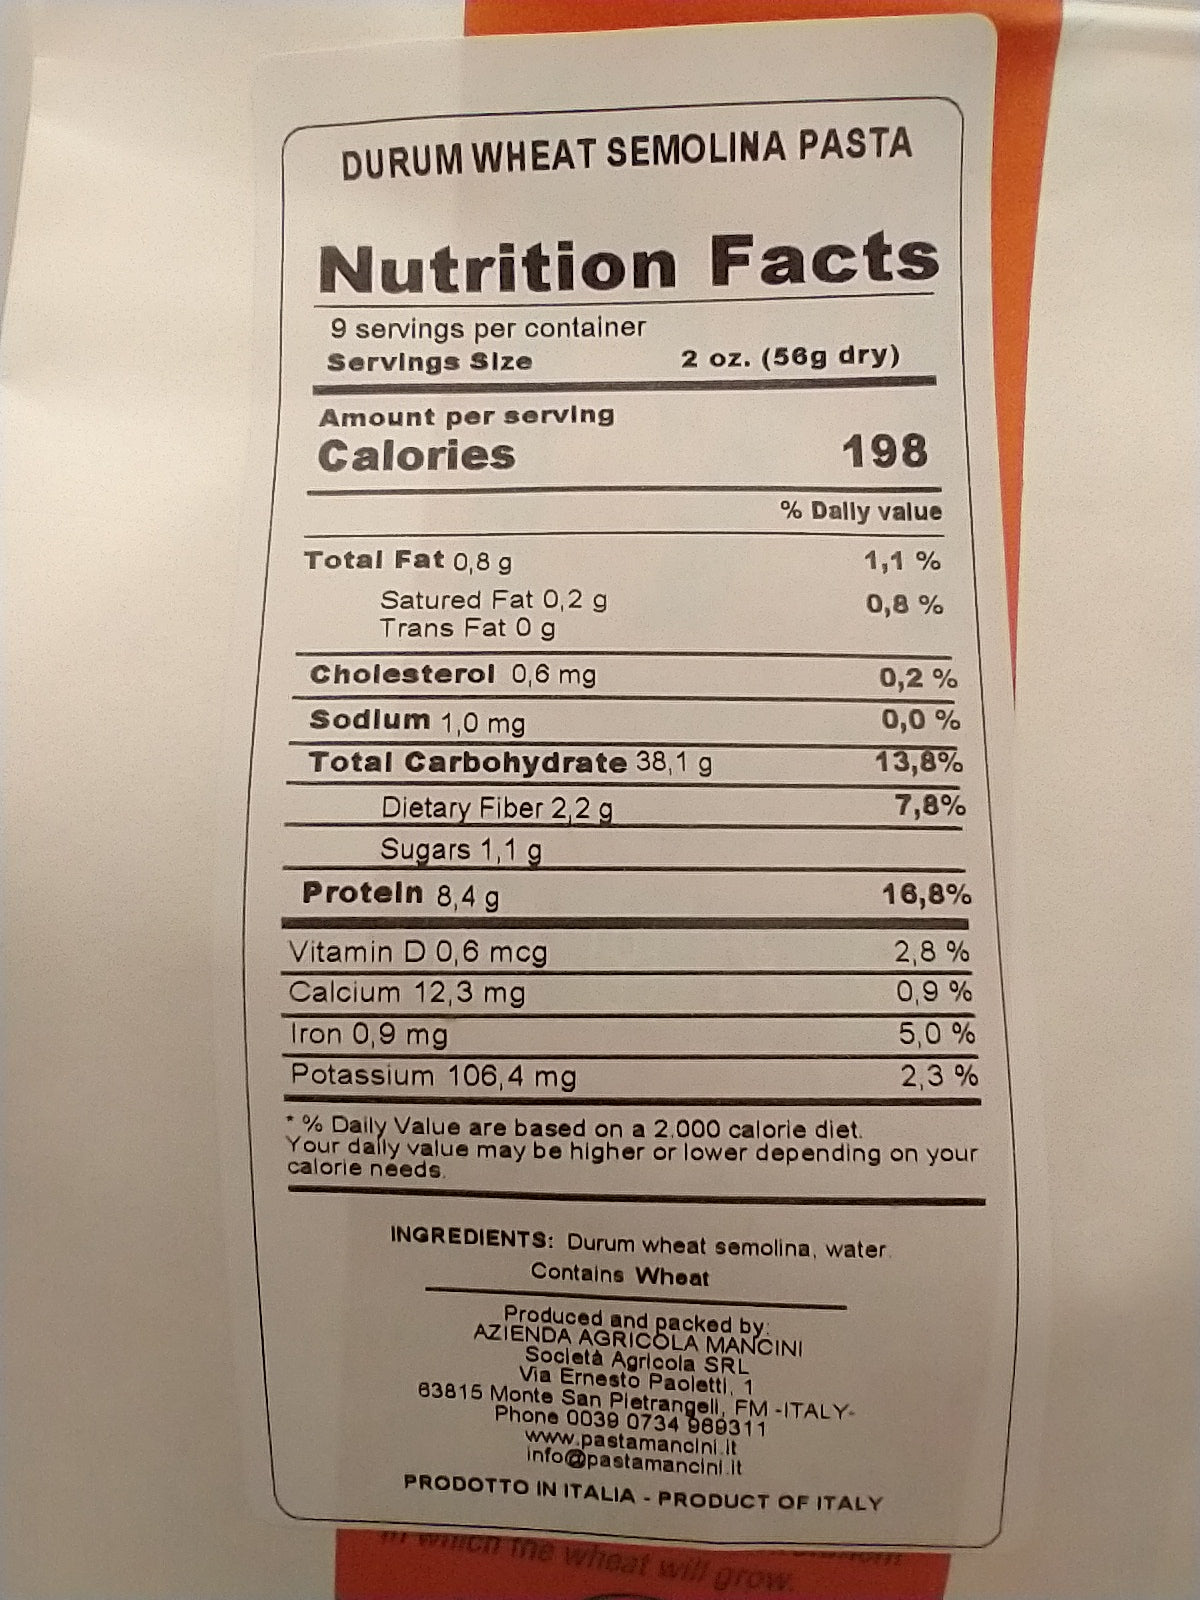 DURUM WHEAT SEMOLINA PASTA
Nutrition Facts
9 servings per container
Servings Size 2 oz. (56g dry)
Amount per serving
Calories 198
% Daily value
Total Fat 0,8 g 1,1 %
Satured Fat 0,2 g 0,8 %
Trans Fat 0 g
Cholesterol 0,6 mg 0,2 %
Sodium 1,0 mg 0,0 %
Total Carbohydrate 38,1 g 13,8%
Dietary Fiber 2,2 g 7,8%
Sugars 1,1 g
Protein 8,4 g 16,8%
Vitamin D 0,6 mcg 2,8 %
Calcium 12,3 mg 0,9 %
Iron 0,9 mg 5,0 %
Potassium 106,4 mg 2,3 %
* % Daily Value are based on a 2.000 calorie diet.
Your daily value may be higher or lower depending on your
calorie needs.
INGREDIENTS: Durum wheat semolina, water.
Contains Wheat
Produced and packed by:
AZIENDA AGRICOLA MANCINI
Società Agricola SRL
Via Ernesto Paoletti, 1
63815 Monte San Pietrangeli, FM -ITALY-
Phone 0039 0734 969311
www.pastamancini.it
info@pastamancini.it
PRODOTTO IN ITALIA - PRODUCT OF ITALY
in which the wheat will grow.